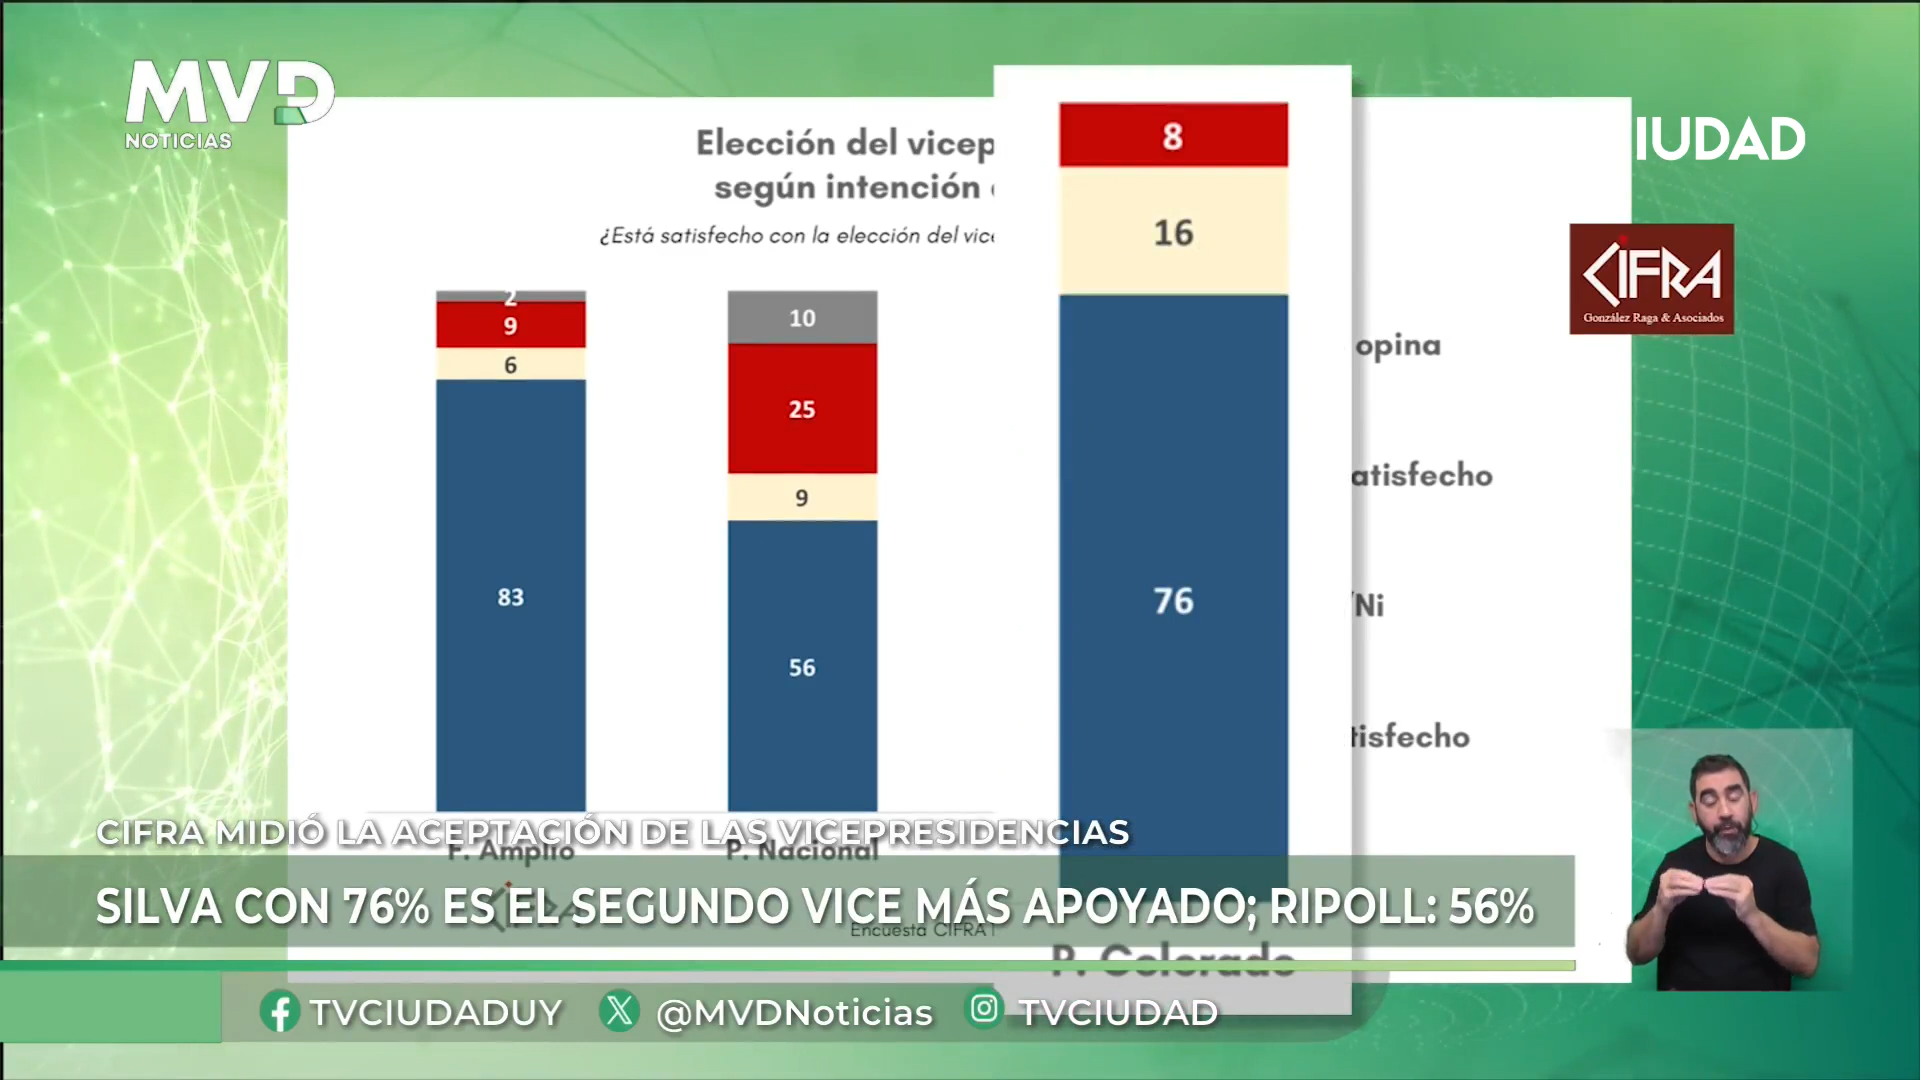 MVD
NOTICIAS
IUDAD
Elección del vicep
según intención
¿Está satisfecho con la elección del vice
CIFRA
González Raga & Asociados
2
9
6
83
10
25
9
56
8
16
76
opina
atisfecho
Ni
tisfecho
CIFRA MIDIÓ LA ACEPTACIÓN DE LAS VICEPRESIDENCIAS
F. Amplio
P. Nacional
SILVA CON 76% ES EL SEGUNDO VICE MÁS APOYADO; RIPOLL: 56%
Encuesta CIFRA
P. Colorado
TVCIUDADUY
@MVDNoticias
TVCIUDAD